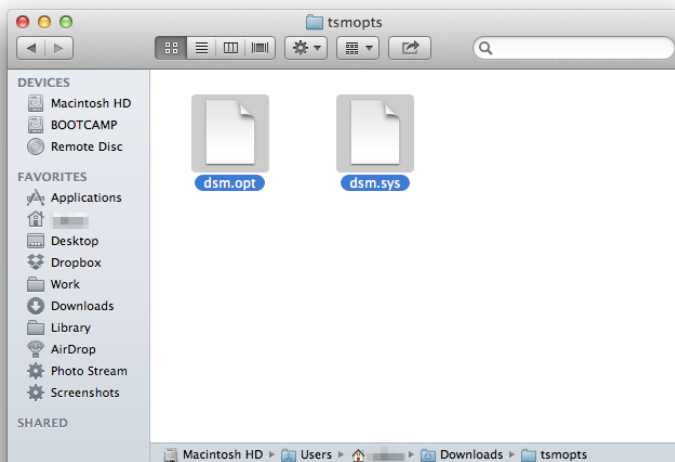 tsmopts
DEVICES
Macintosh HD
BOOTCAMP
Remote Disc
FAVORITES
Applications
Desktop
Dropbox
Work
Downloads
Library
AirDrop
Photo Stream
Screenshots
SHARED
dsm.opt dsm.sys
Macintosh HD Users Downloads tsmopts